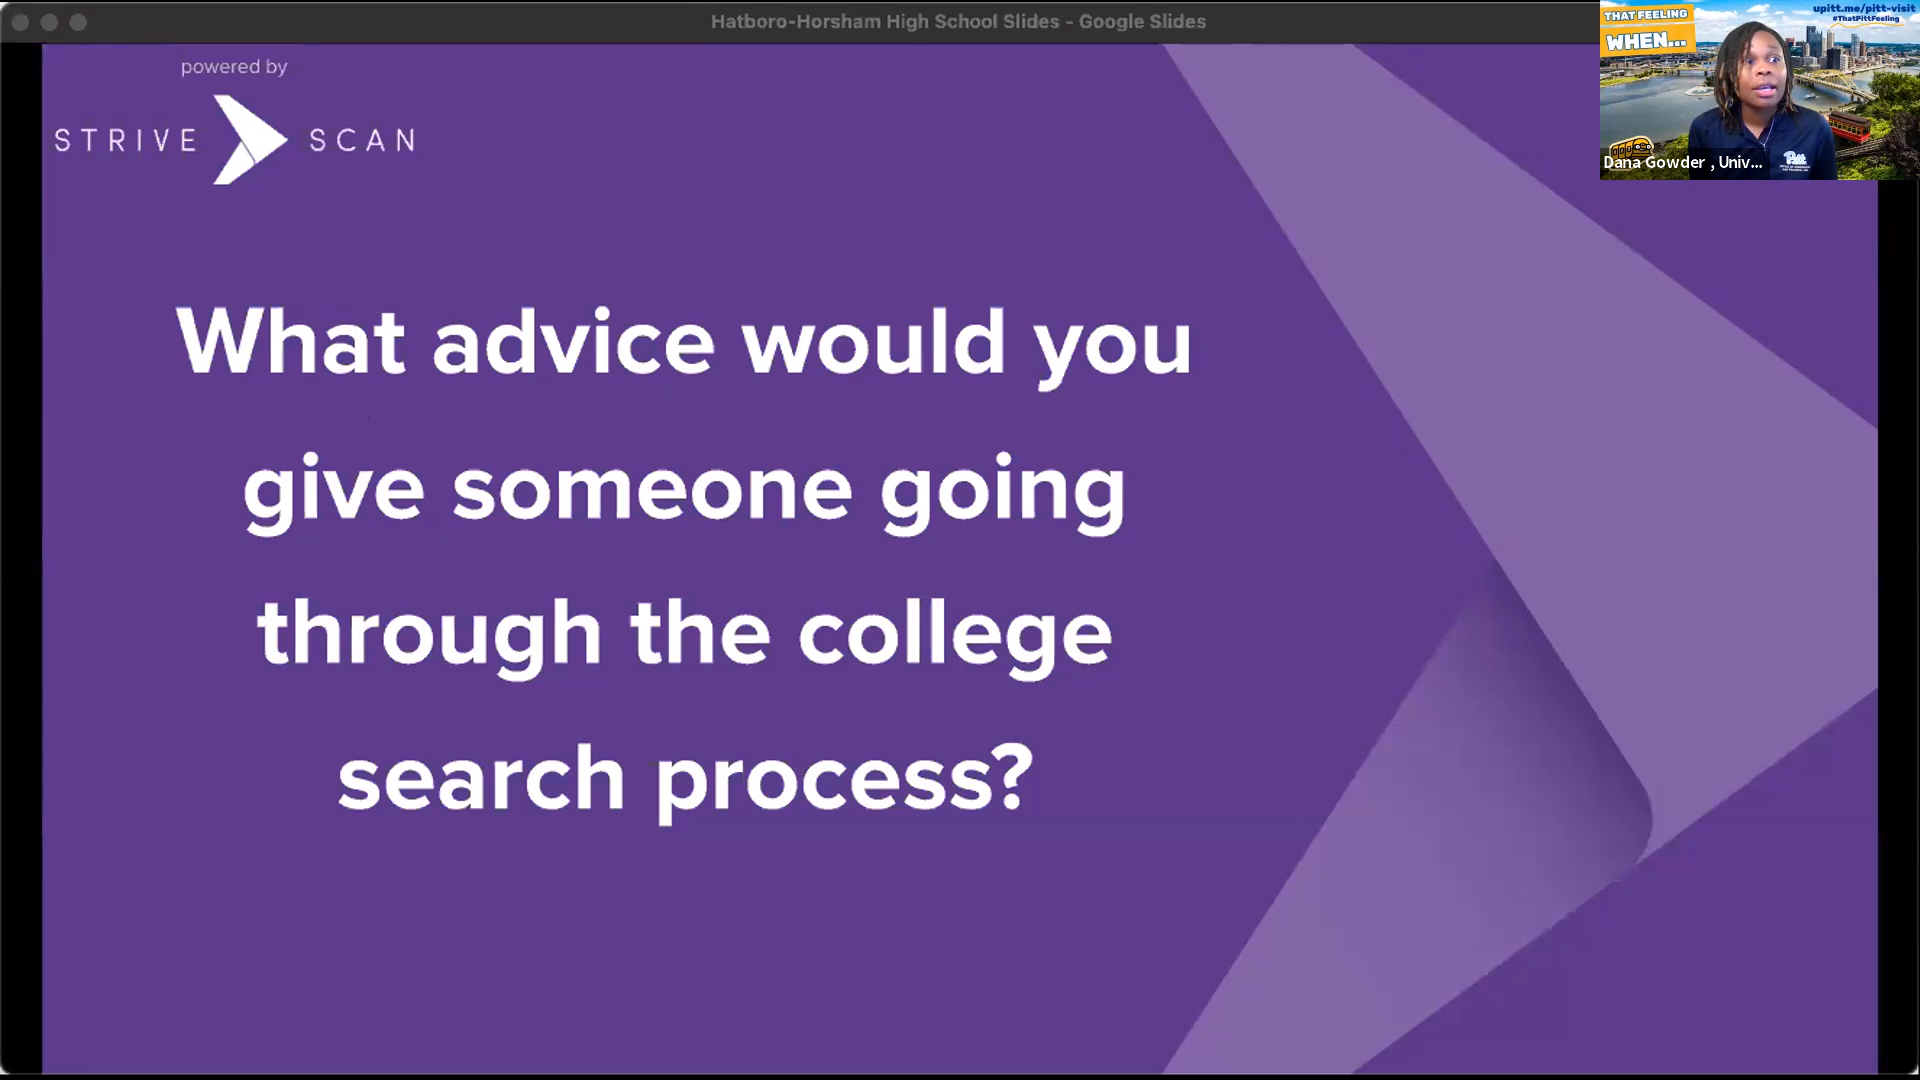 Hatboro-Horsham High School Slides - Google Slides
powered by
STRIVE SCAN
What advice would you
give someone going
through the college
search process?
THAT FEELING
WHEN...
upitt.me/pitt-visit
#ThatPittFeeling
Pitt
Dana Gowder , Univ...